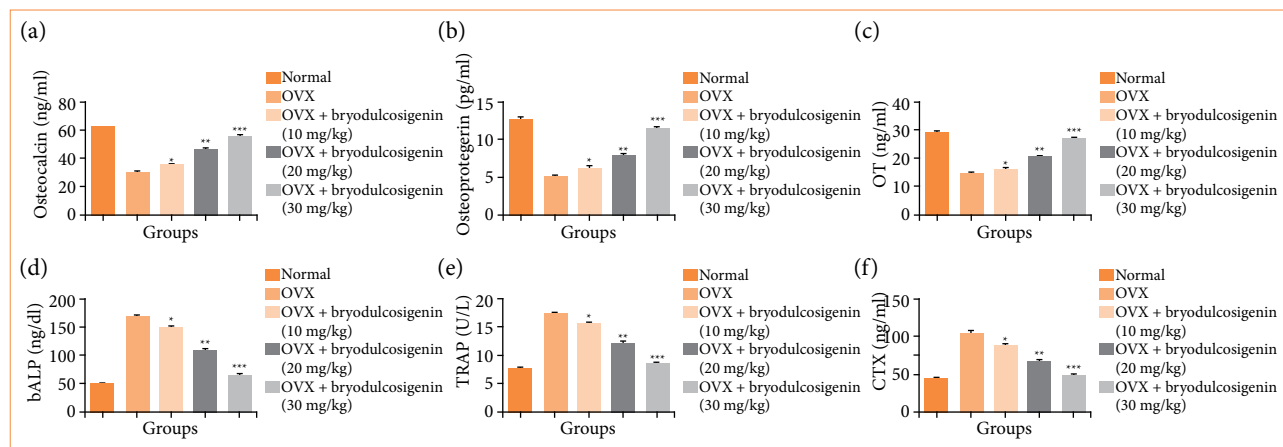 (a)
Osteocalcin (ng/ml)
80
60
40
20
0
*
**
***
Groups
Normal
OVX
OVX + bryodulcosigenin
(10 mg/kg)
OVX + bryodulcosigenin
(20 mg/kg)
OVX + bryodulcosigenin
(30 mg/kg)
(b)
Osteoprotegerin (pg/ml)
15
10
5
0
*
**
***
Groups
Normal
OVX
OVX + bryodulcosigenin
(10 mg/kg)
OVX + bryodulcosigenin
(20 mg/kg)
OVX + bryodulcosigenin
(30 mg/kg)
(c)
OT (ng/ml)
40
30
20
10
0
*
**
***
Groups
Normal
OVX
OVX + bryodulcosigenin
(10 mg/kg)
OVX + bryodulcosigenin
(20 mg/kg)
OVX + bryodulcosigenin
(30 mg/kg)
(d)
bALP (ng/dl)
200
150
100
50
0
*
**
***
Groups
Normal
OVX
OVX + bryodulcosigenin
(10 mg/kg)
OVX + bryodulcosigenin
(20 mg/kg)
OVX + bryodulcosigenin
(30 mg/kg)
(e)
TRAP (U/L)
20
15
10
5
0
*
**
***
Groups
Normal
OVX
OVX + bryodulcosigenin
(10 mg/kg)
OVX + bryodulcosigenin
(20 mg/kg)
OVX + bryodulcosigenin
(30 mg/kg)
(f)
CTX (pg/ml)
150
100
50
0
*
**
***
Groups
Normal
OVX
OVX + bryodulcosigenin
(10 mg/kg)
OVX + bryodulcosigenin
(20 mg/kg)
OVX + bryodulcosigenin
(30 mg/kg)